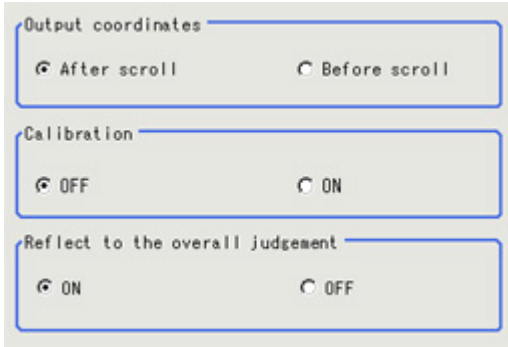 Output coordinates
After scroll Before scroll
Calibration
OFF ON
Reflect to the overall judgement
ON OFF